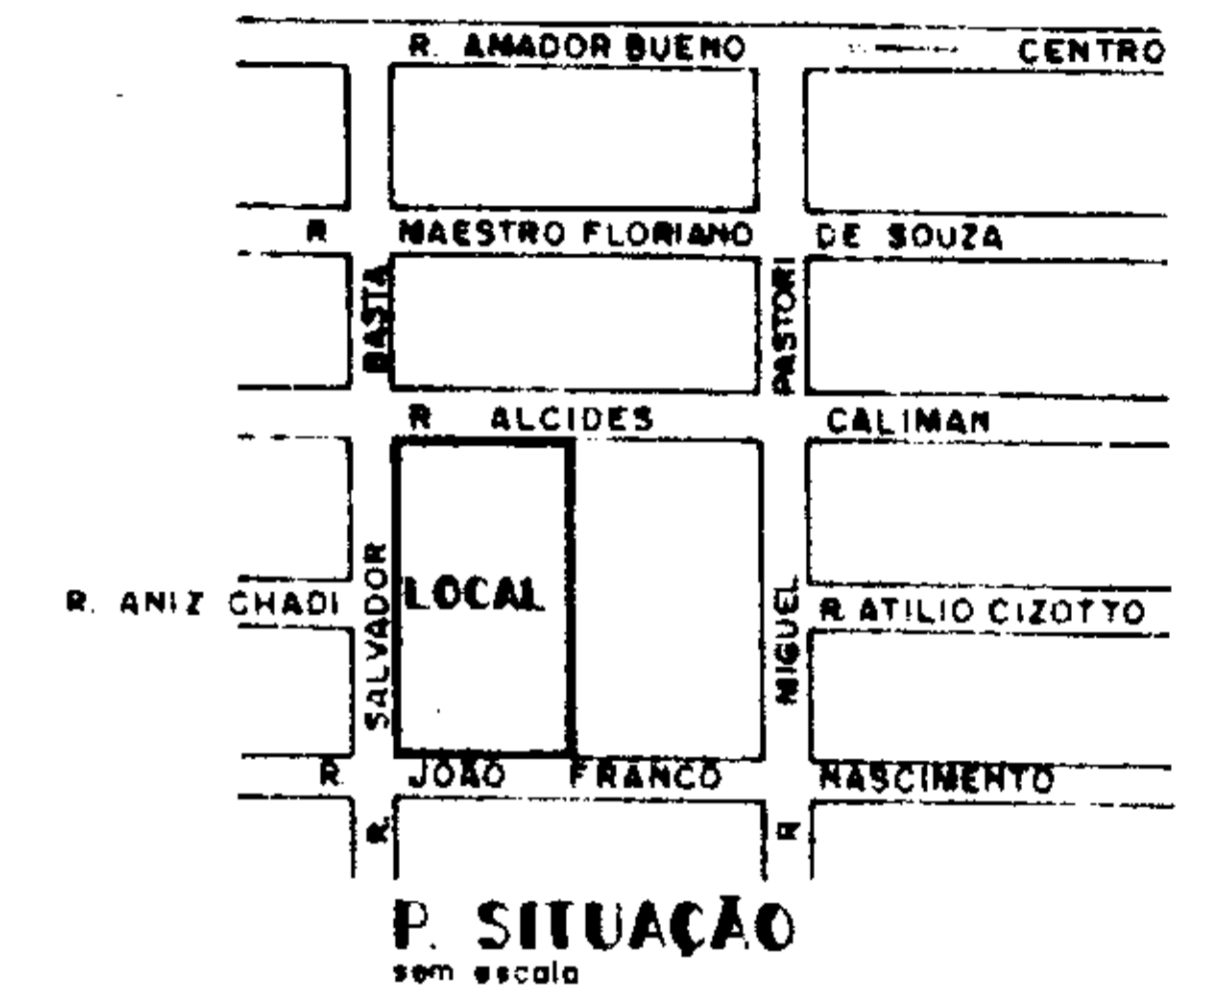 R. AMADOR BUENO
CENTRO
R MAESTRO FLORIANO DE SOUZA
R ALCIDES CALIMAN
LOCAL
R. ANIZ CHADI
R. ATILIO CIZOTTO
R. JOÃO FRANCO NASCIMENTO
R. SALVADOR BASTA
R MIGUEL PASTORI
P. SITUAÇÃO
sem escala